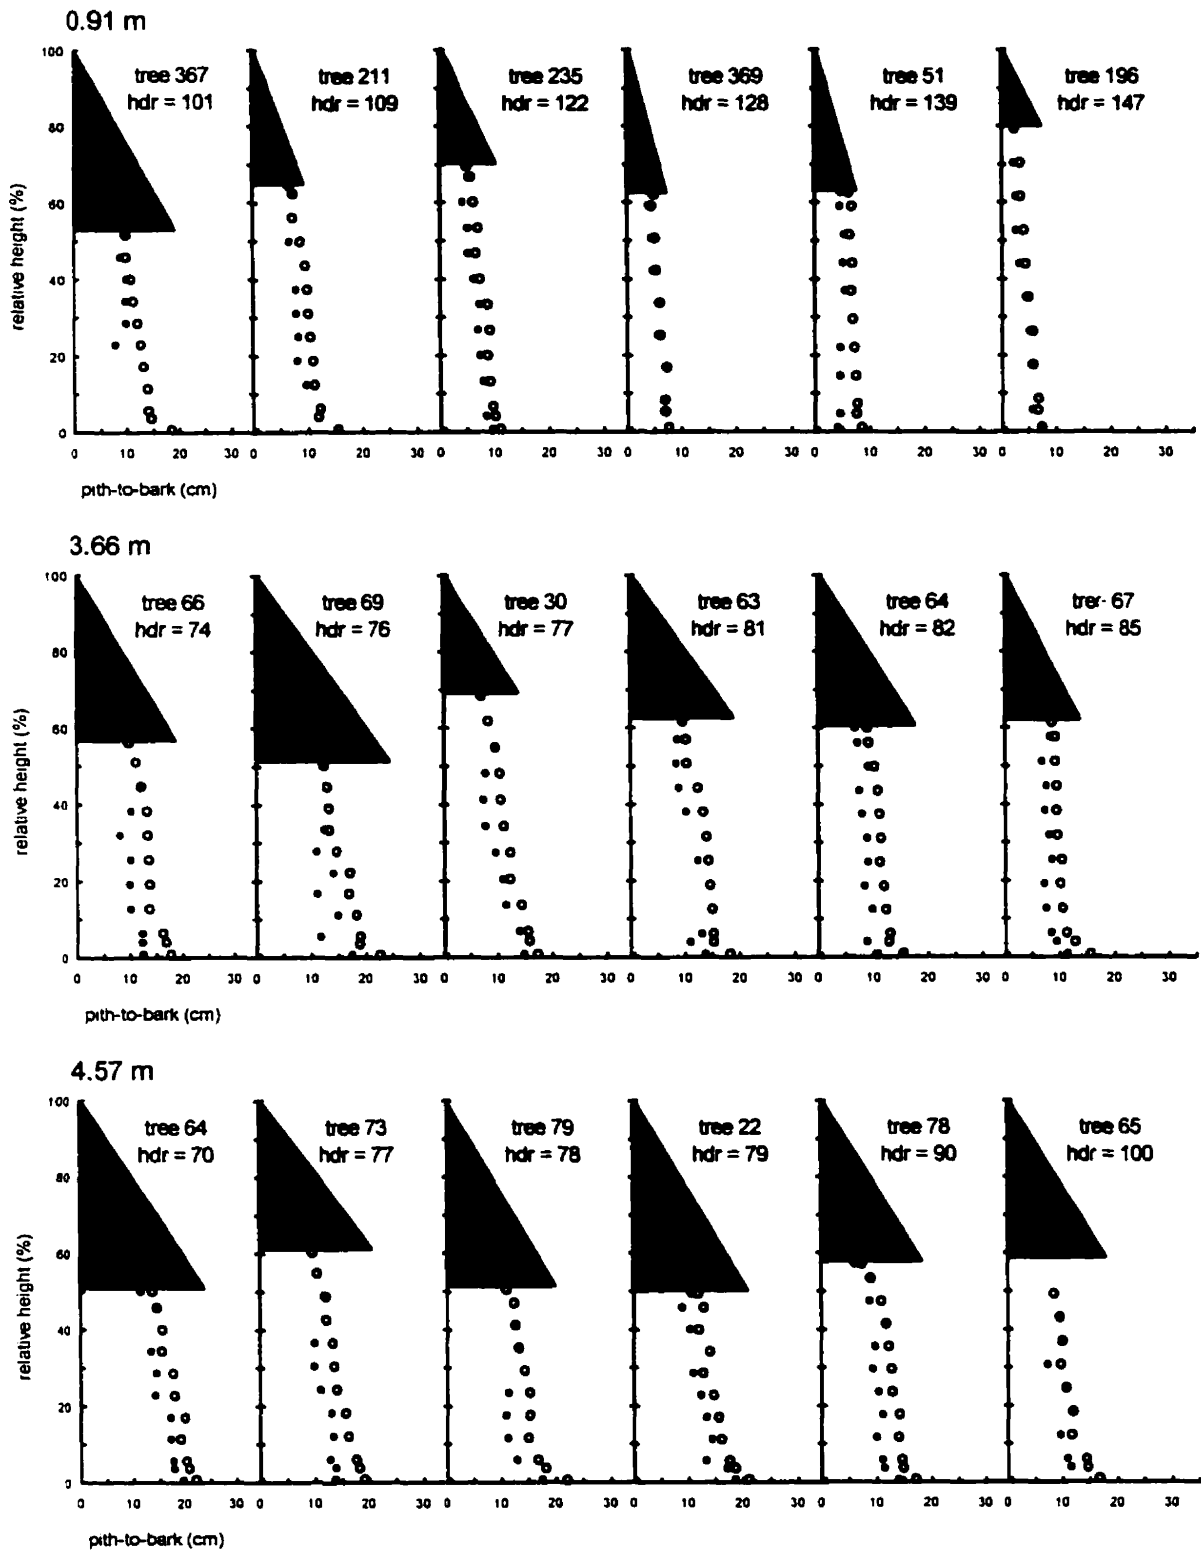 0.91 m
tree 367 tree 211 tree 235 tree 369 tree 51 tree 196
hdr = 101 hdr = 109 hdr = 122 hdr = 128 hdr = 139 hdr = 147
100
80
60
40
20
0
relative height (%)
0 10 20 30 0 10 20 30 0 10 20 30 0 10 20 30 0 10 20 30 0 10 20 30
pith-to-bark (cm)
3.66 m
tree 66 tree 69 tree 30 tree 63 tree 64 trer- 67
hdr = 74 hdr = 76 hdr = 77 hdr = 81 hdr = 82 hdr = 85
100
80
60
40
20
0
relative height (%)
0 10 20 30 0 10 20 30 0 10 20 30 0 10 20 30 0 10 20 30 0 10 20 30
pith-to-bark (cm)
4.57 m
tree 64 tree 73 tree 79 tree 22 tree 78 tree 65
hdr = 70 hdr = 77 hdr = 78 hdr = 79 hdr = 90 hdr = 100
100
80
60
40
20
0
relative height (%)
0 10 20 30 0 10 20 30 0 10 20 30 0 10 20 30 0 10 20 30 0 10 20 30
pith-to-bark (cm)